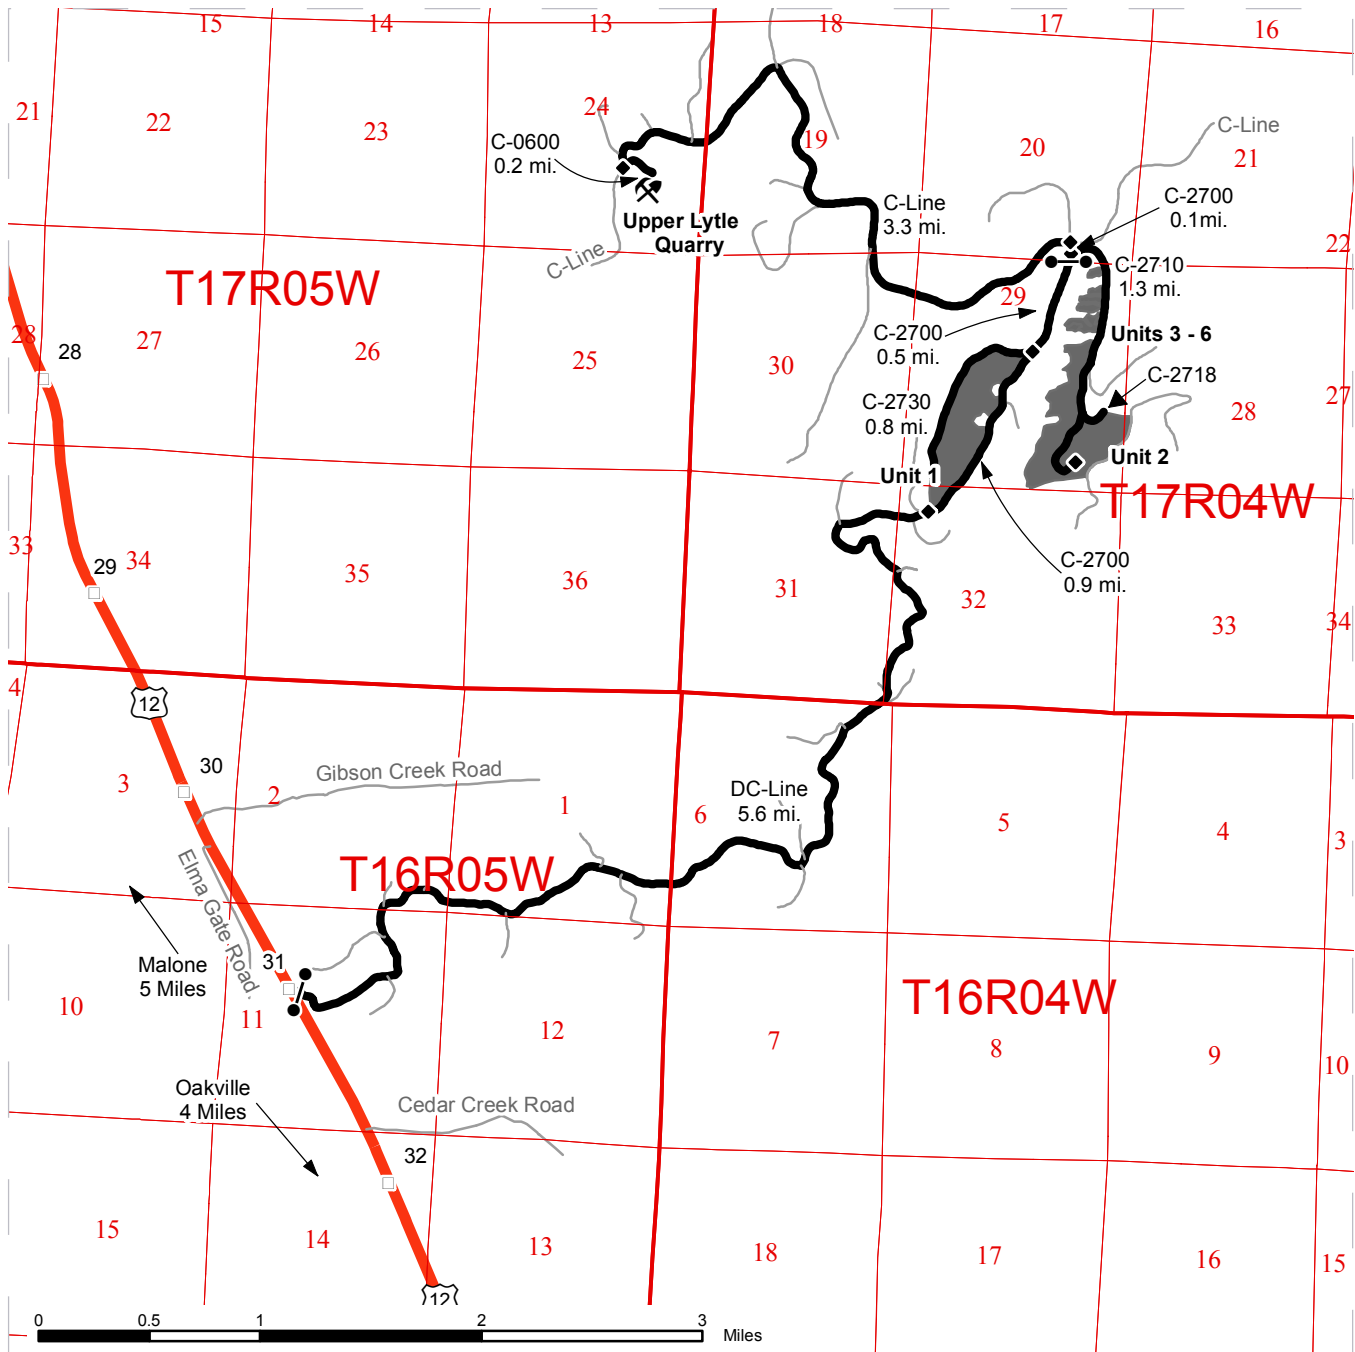 15
14
13
18
17
16
21
22
23
24
19
20
21
C-Line
C-0600
0.2 mi.
C-2700
0.1mi.
C-Line
3.3 mi.
Upper Lytle
Quarry
C-Line
22
T17R05W
C-2710
1.3 mi.
29
28
27
28
26
25
30
C-2700
0.5 mi.
Units 3 - 6
C-2718
27
28
C-2730
0.8 mi.
Unit 1
Unit 2
T17R04W
33
34
29
35
36
31
32
C-2700
0.9 mi.
33
34
4
12
3
30
2
Gibson Creek Road
1
6
DC-Line
5.6 mi.
5
4
3
Elma Gate Road.
T16R05W
Malone
5 Miles
31
10
11
12
7
T16R04W
8
9
10
Oakville
4 Miles
Cedar Creek Road
32
15
14
13
18
17
16
15
12
0
0.5
1
2
3
Miles